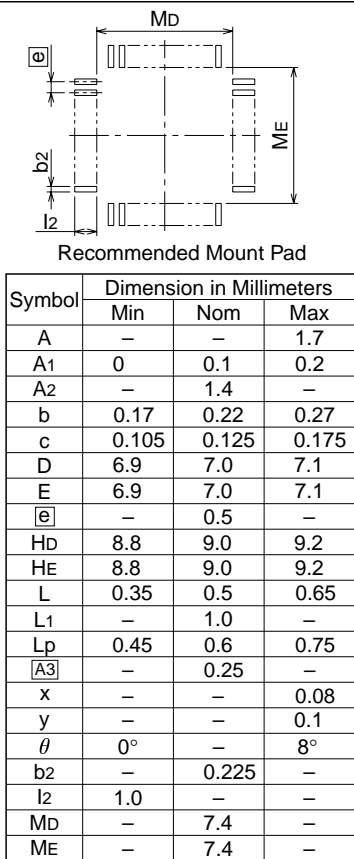 MD
e
ME
b2
I2
Recommended Mount Pad
Symbol Dimension in Millimeters
Min Nom Max
A – – 1.7
A1 0 0.1 0.2
A2 – 1.4 –
b 0.17 0.22 0.27
c 0.105 0.125 0.175
D 6.9 7.0 7.1
E 6.9 7.0 7.1
e – 0.5 –
HD 8.8 9.0 9.2
HE 8.8 9.0 9.2
L 0.35 0.5 0.65
L1 – 1.0 –
Lp 0.45 0.6 0.75
A3 – 0.25 –
x – – 0.08
y – – 0.1
θ 0° – 8°
b2 – 0.225 –
I2 1.0 – –
MD – 7.4 –
ME – 7.4 –